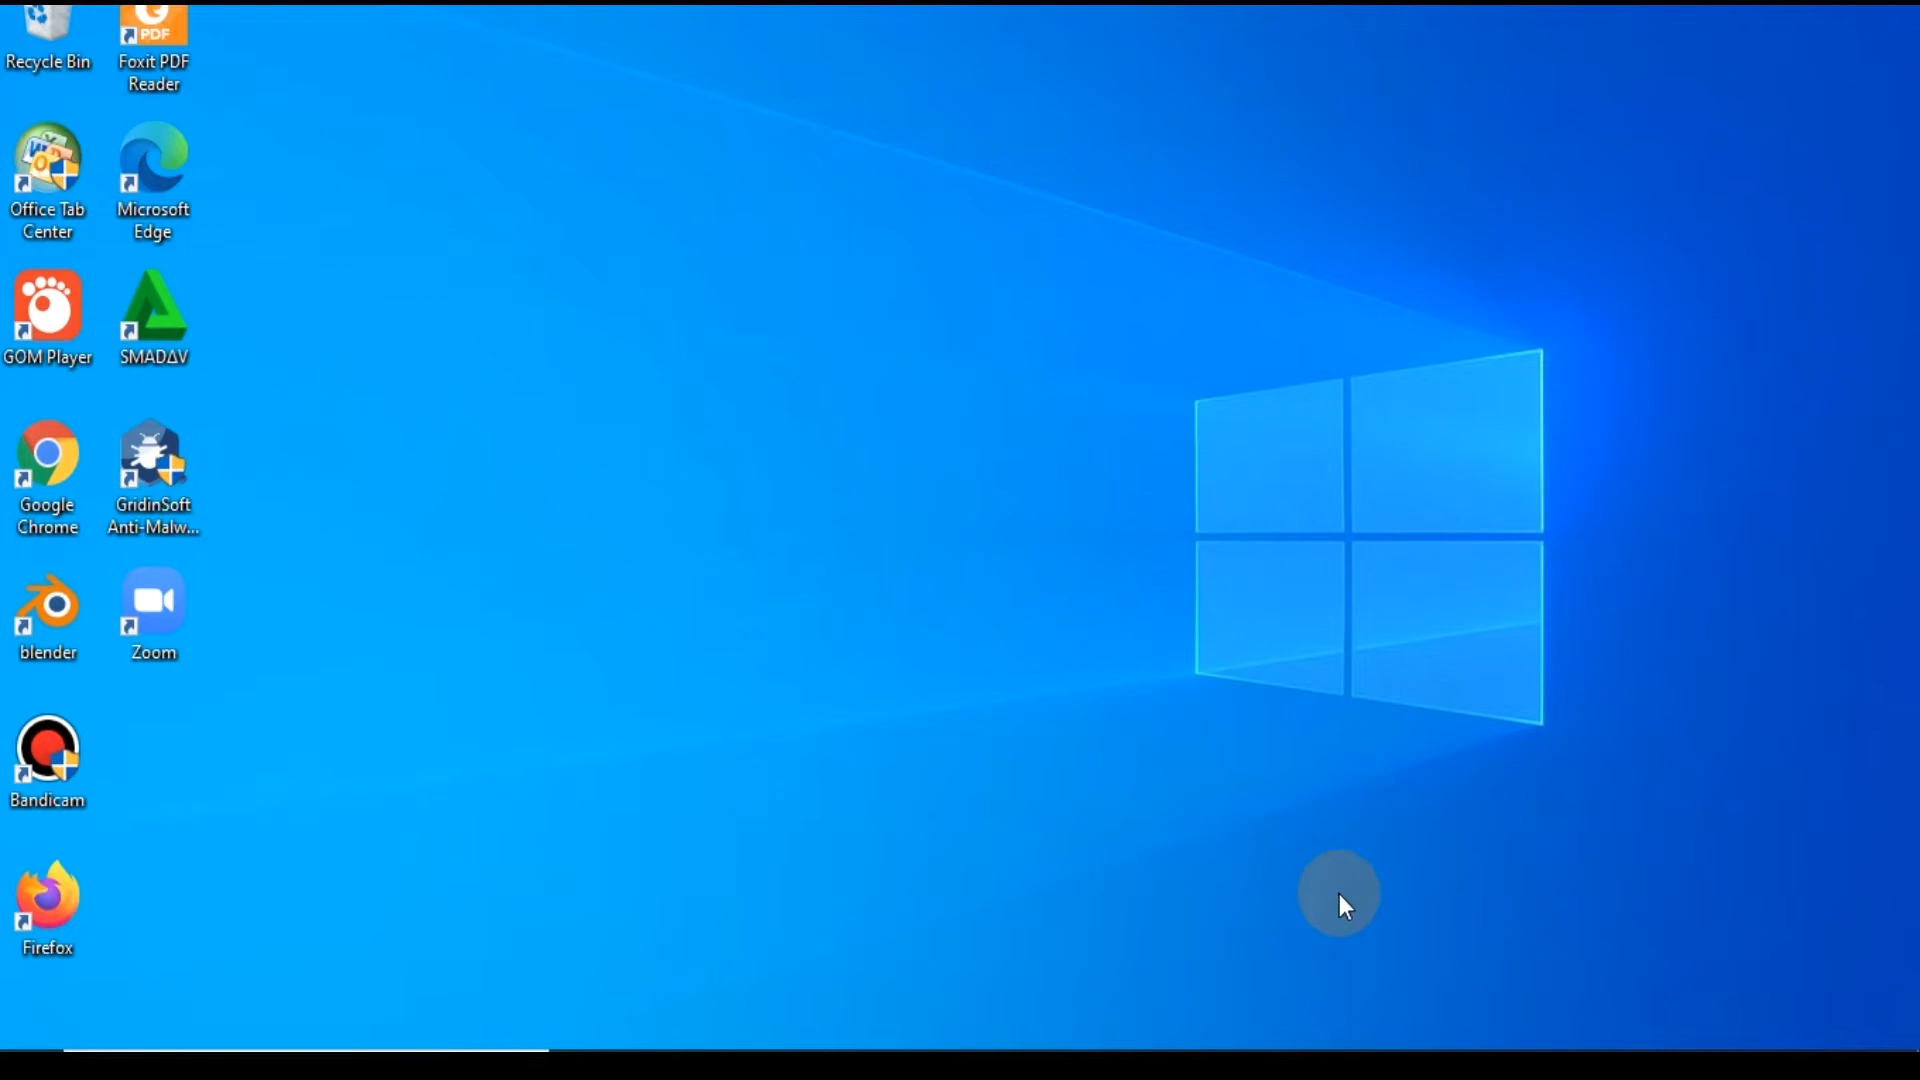 Recycle Bin
PDF
Foxit PDF
Reader
Office Tab
Center
Microsoft
Edge
GOM Player
SMADΔV
Google
Chrome
GridinSoft
Anti-Malw...
blender
Zoom
Bandicam
Firefox